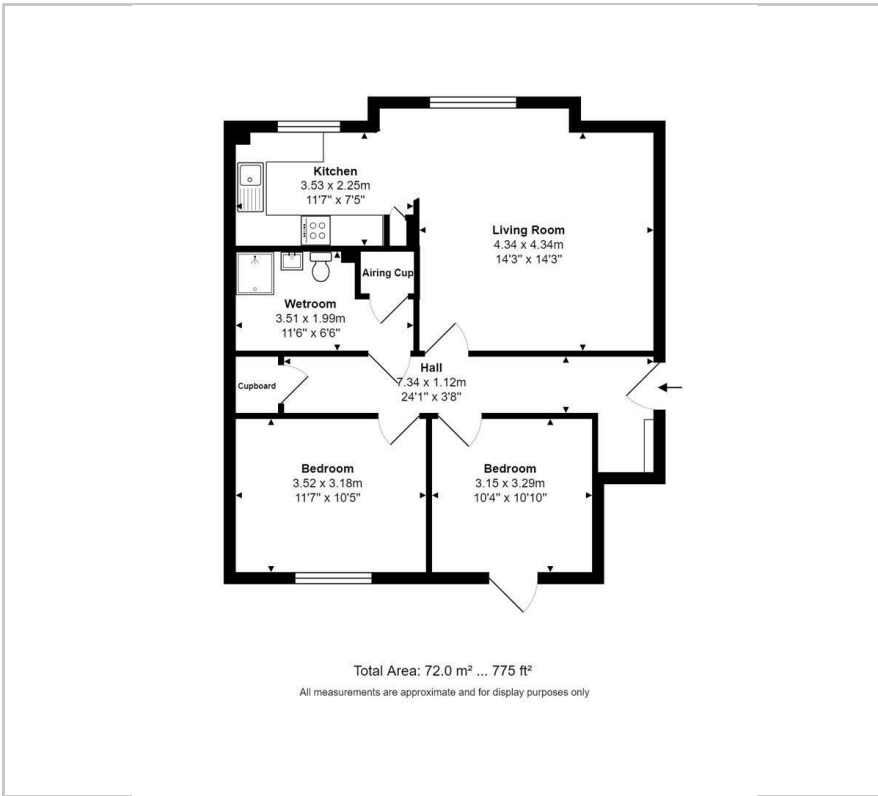 Kitchen
3.53 x 2.25m
11'7" x 7'5"
Living Room
4.34 x 4.34m
14'3" x 14'3"
Airing Cup
Wetroom
3.51 x 1.99m
11'6" x 6'6"
Hall
7.34 x 1.12m
24'1" x 3'8"
Cupboard
Bedroom
3.52 x 3.18m
11'7" x 10'5"
Bedroom
3.15 x 3.29m
10'4" x 10'10"
Total Area: 72.0 m² ... 775 ft²
All measurements are approximate and for display purposes only